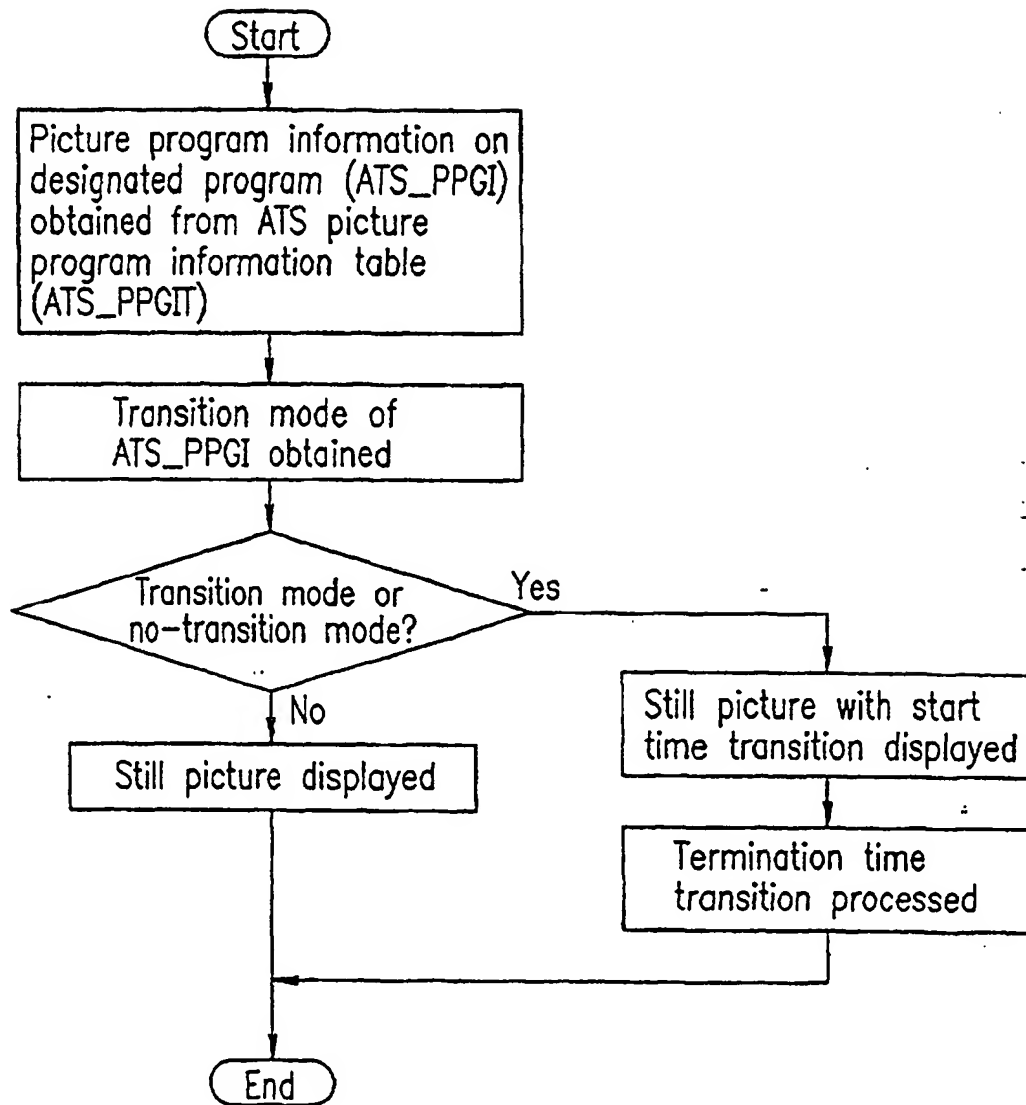 Start
Picture program information on
designated program (ATS_PPGI)
obtained from ATS picture
program information table
(ATS_PPGIT)
Transition mode of
ATS_PPGI obtained
Transition mode or
no-transition mode?
Yes
No
Still picture displayed
Still picture with start
time transition displayed
Termination time
transition processed
End